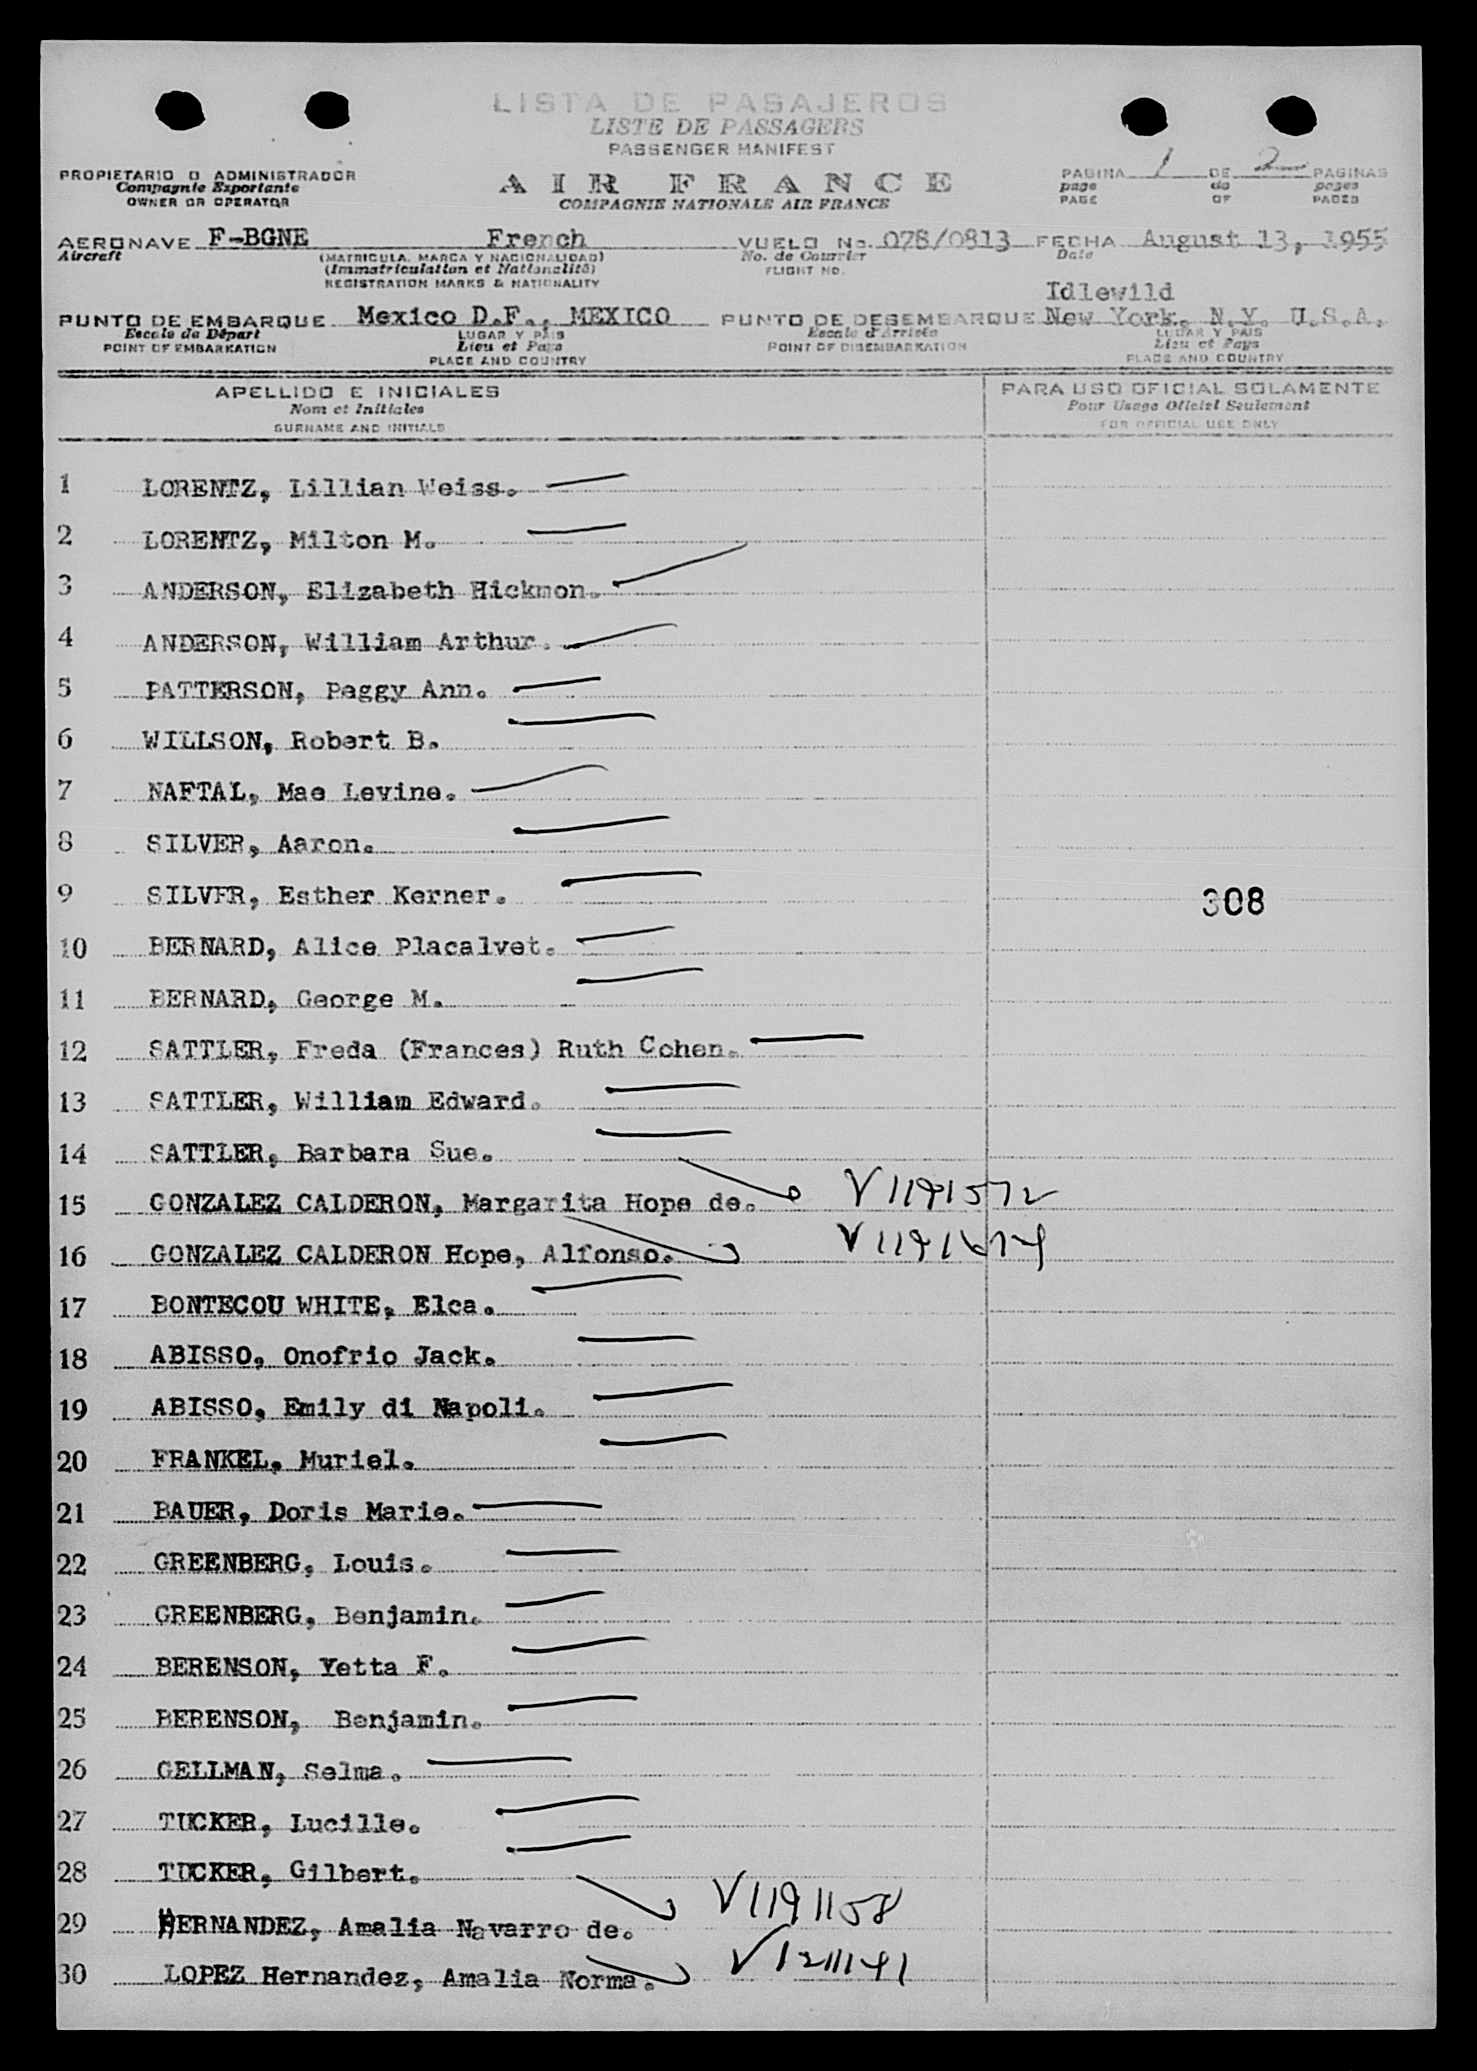 LISTA DE PASAJEROS
LISTE DE PASSAGERS
PASSENGER MANIFEST
AIR FRANCE
COMPAGNIE NATIONALE AIR FRANCE
PROPIETARIO O ADMINISTRADOR
Compagnie Exportante
OWNER OR OPERATOR
PAGINA 1 DE 2 PAGINAS
page de pages
PAGE OF PAGES
AERONAVE F-BGNE French VUELO No. 078/0813 FECHA August 13, 1955
Aircraft (MATRICULA, MARCA Y NACIONALIDAD) No. de Courrier Date
(Immatriculation et Nationalité) FLIGHT NO.
REGISTRATION MARKS & NATIONALITY
Idlewild
PUNTO DE EMBARQUE Mexico D.F., MEXICO PUNTO DE DESEMBARQUE New York, N.Y. U.S.A.
Escale de Départ LUGAR Y PAIS Escale d'Arrivée LUGAR Y PAIS
POINT OF EMBARKATION Lieu et Pays POINT OF DISEMBARKATION Lieu et Pays
PLACE AND COUNTRY PLACE AND COUNTRY
APELLIDO E INICIALES PARA USO OFICIAL SOLAMENTE
Nom et Initiales Pour Usage Officiel Seulement
SURNAME AND INITIALS FOR OFFICIAL USE ONLY
1 LORENTZ, Lillian Weiss.
2 LORENTZ, Milton M.
3 ANDERSON, Elizabeth Hickmon.
4 ANDERSON, William Arthur.
5 PATTERSON, Peggy Ann.
6 WILLSON, Robert B.
7 NAFTAL, Mae Levine.
8 SILVER, Aaron.
9 SILVER, Esther Kerner. 308
10 BERNARD, Alice Placalvet.
11 BERNARD, George M.
12 SATTLER, Freda (Frances) Ruth Cohen.
13 SATTLER, William Edward.
14 SATTLER, Barbara Sue.
15 GONZALEZ CALDERON, Margarita Hope de. V1191572
16 GONZALEZ CALDERON Hope, Alfonso.
17 BONTECOU WHITE, Elca.
18 ABISSO, Onofrio Jack.
19 ABISSO, Emily di Napoli.
20 FRANKEL, Muriel.
21 BAUER, Doris Marie.
22 GREENBERG, Louis.
23 GREENBERG, Benjamin.
24 BERENSON, Yetta F.
25 BERENSON, Benjamin.
26 GELLMAN, Selma.
27 TUCKER, Lucille.
28 TUCKER, Gilbert.
29 HERNANDEZ, Amalia Navarro de. V1191158
30 LOPEZ Hernandez, Amalia Norma. V1211141